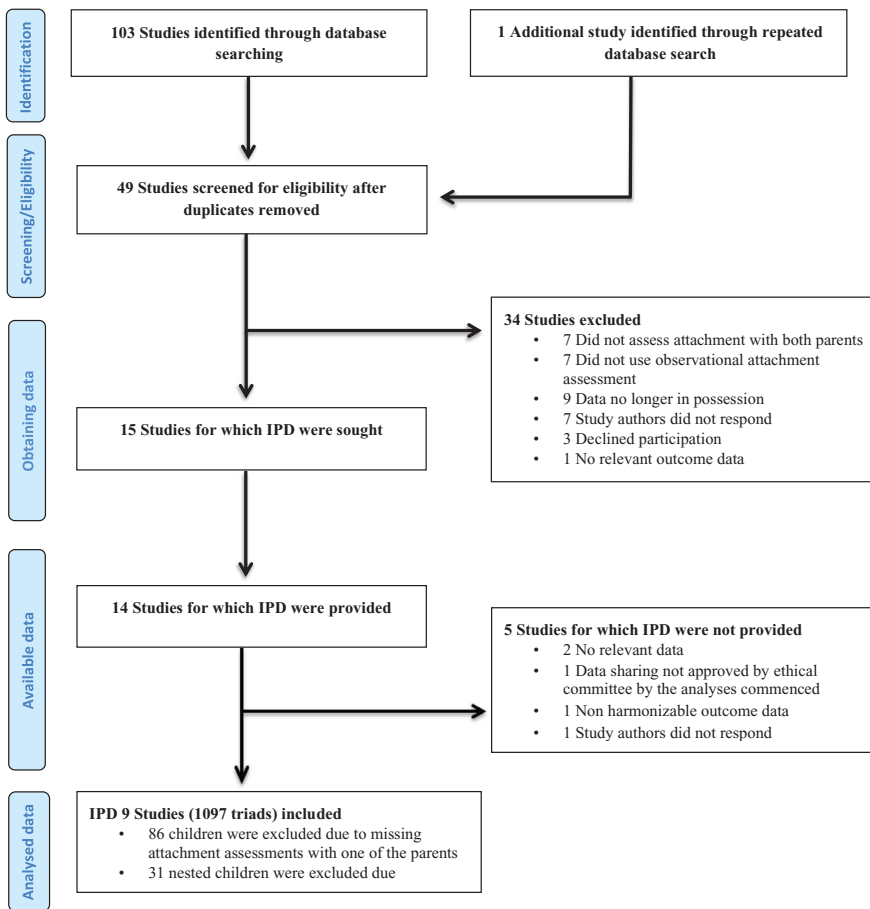 Identification
103 Studies identified through database
searching
1 Additional study identified through repeated
database search
Screening/Eligibility
49 Studies screened for eligibility after
duplicates removed
34 Studies excluded
• 7 Did not assess attachment with both parents
• 7 Did not use observational attachment
assessment
• 9 Data no longer in possession
• 7 Study authors did not respond
• 3 Declined participation
• 1 No relevant outcome data
Obtaining data
15 Studies for which IPD were sought
Available data
14 Studies for which IPD were provided
5 Studies for which IPD were not provided
• 2 No relevant data
• 1 Data sharing not approved by ethical
committee by the analyses commenced
• 1 Non harmonizable outcome data
• 1 Study authors did not respond
Analysed data
IPD 9 Studies (1097 triads) included
• 86 children were excluded due to missing
attachment assessments with one of the parents
• 31 nested children were excluded due